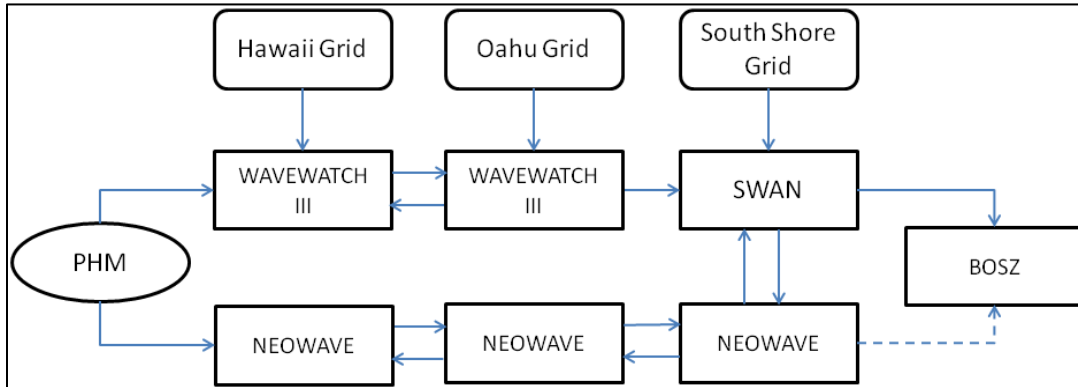 Hawaii Grid
Oahu Grid
South Shore
Grid
WAVEWATCH
III
WAVEWATCH
III
SWAN
PHM
BOSZ
NEOWAVE
NEOWAVE
NEOWAVE